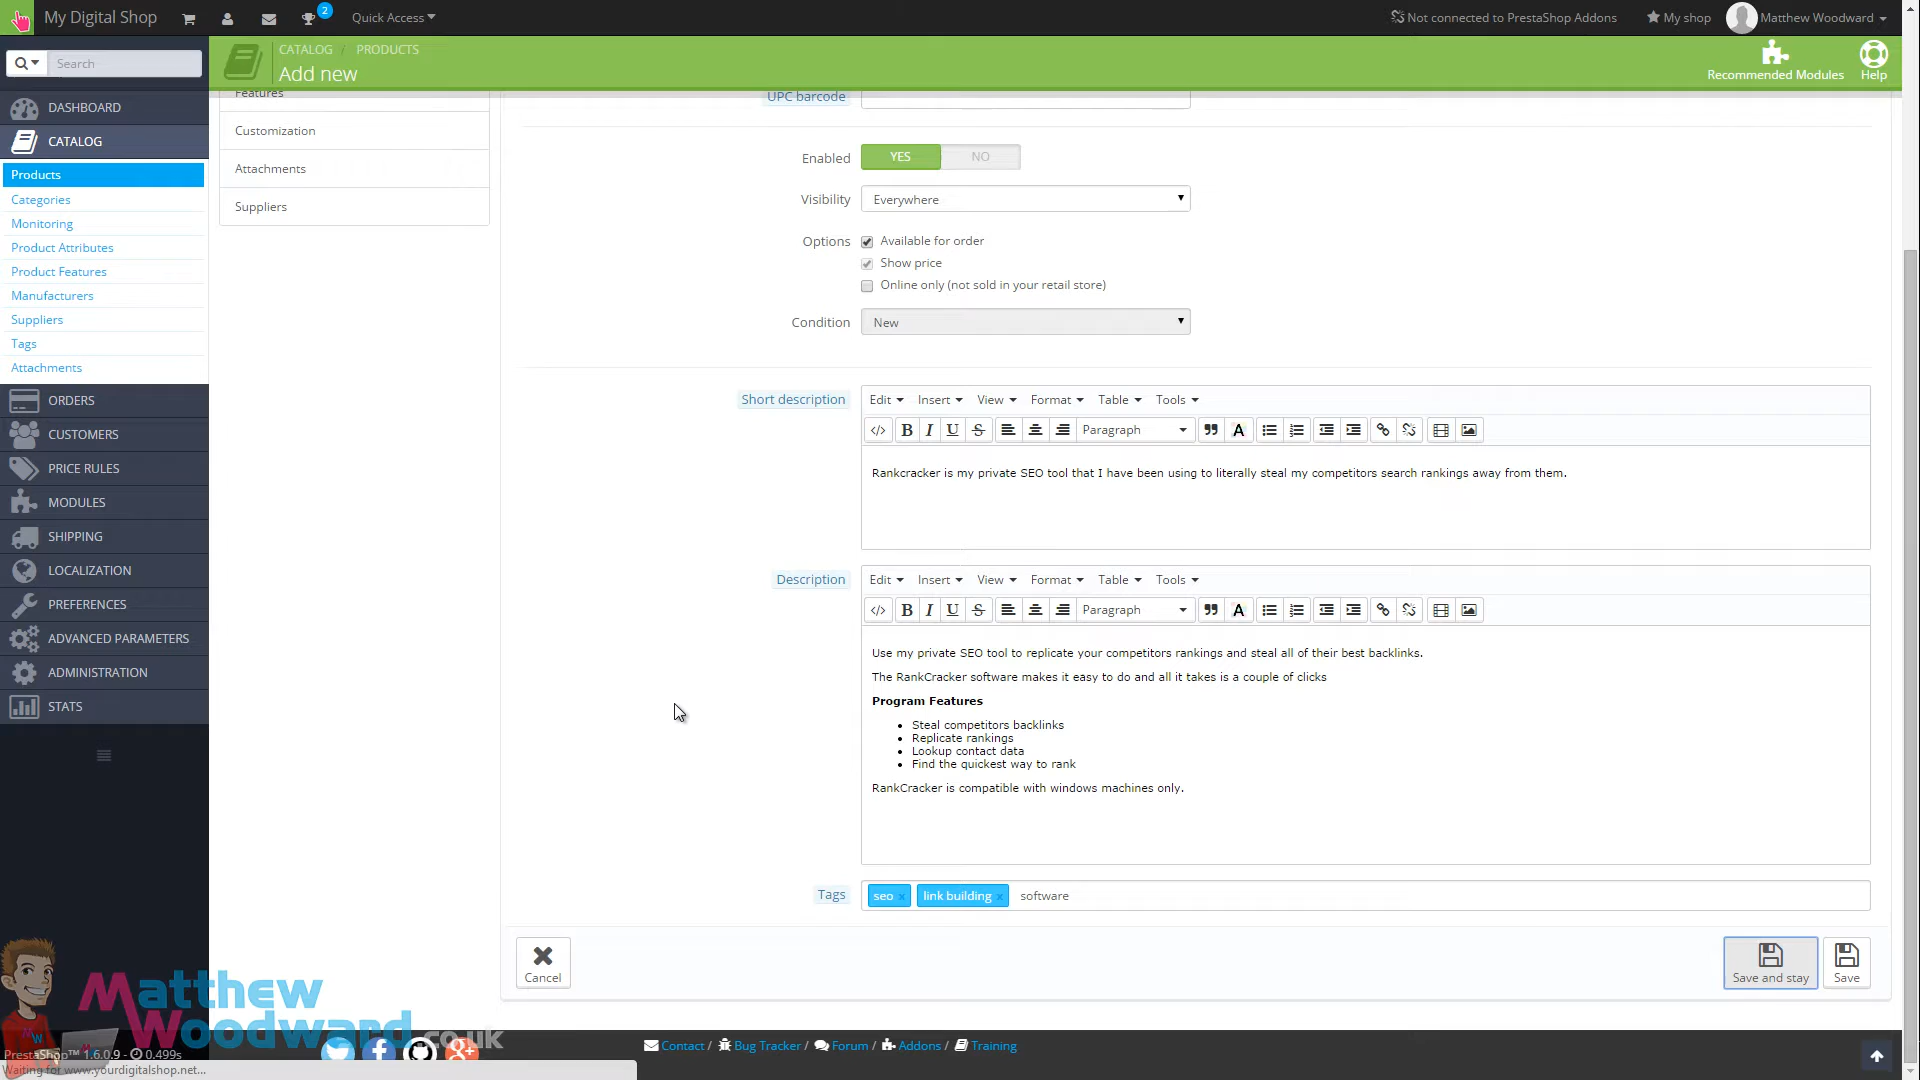 My Digital Shop
2
Quick Access
Not connected to PrestaShop Addons
My shop
Matthew Woodward
Search
CATALOG / PRODUCTS
Add new
Recommended Modules
Help
DASHBOARD
CATALOG
Products
Categories
Monitoring
Product Attributes
Product Features
Manufacturers
Suppliers
Tags
Attachments
ORDERS
CUSTOMERS
PRICE RULES
MODULES
SHIPPING
LOCALIZATION
PREFERENCES
ADVANCED PARAMETERS
ADMINISTRATION
STATS
Features
Customization
Attachments
Suppliers
UPC barcode
Enabled YES NO
Visibility Everywhere
Options Available for order
Show price
Online only (not sold in your retail store)
Condition New
Short description
Edit Insert View Format Table Tools
B I U S Paragraph A
Rankcracker is my private SEO tool that I have been using to literally steal my competitors search rankings away from them.
Description
Edit Insert View Format Table Tools
B I U S Paragraph A
Use my private SEO tool to replicate your competitors rankings and steal all of their best backlinks.
The RankCracker software makes it easy to do and all it takes is a couple of clicks
Program Features
Steal competitors backlinks
Replicate rankings
Lookup contact data
Find the quickest way to rank
RankCracker is compatible with windows machines only.
Tags seo × link building × software
Cancel
Save and stay
Save
Matthew
Woodward.co.uk
PrestaShop™ 1.6.0.9 - 0.499s
Waiting for www.yourdigitalshop.net...
Contact / Bug Tracker / Forum / Addons / Training